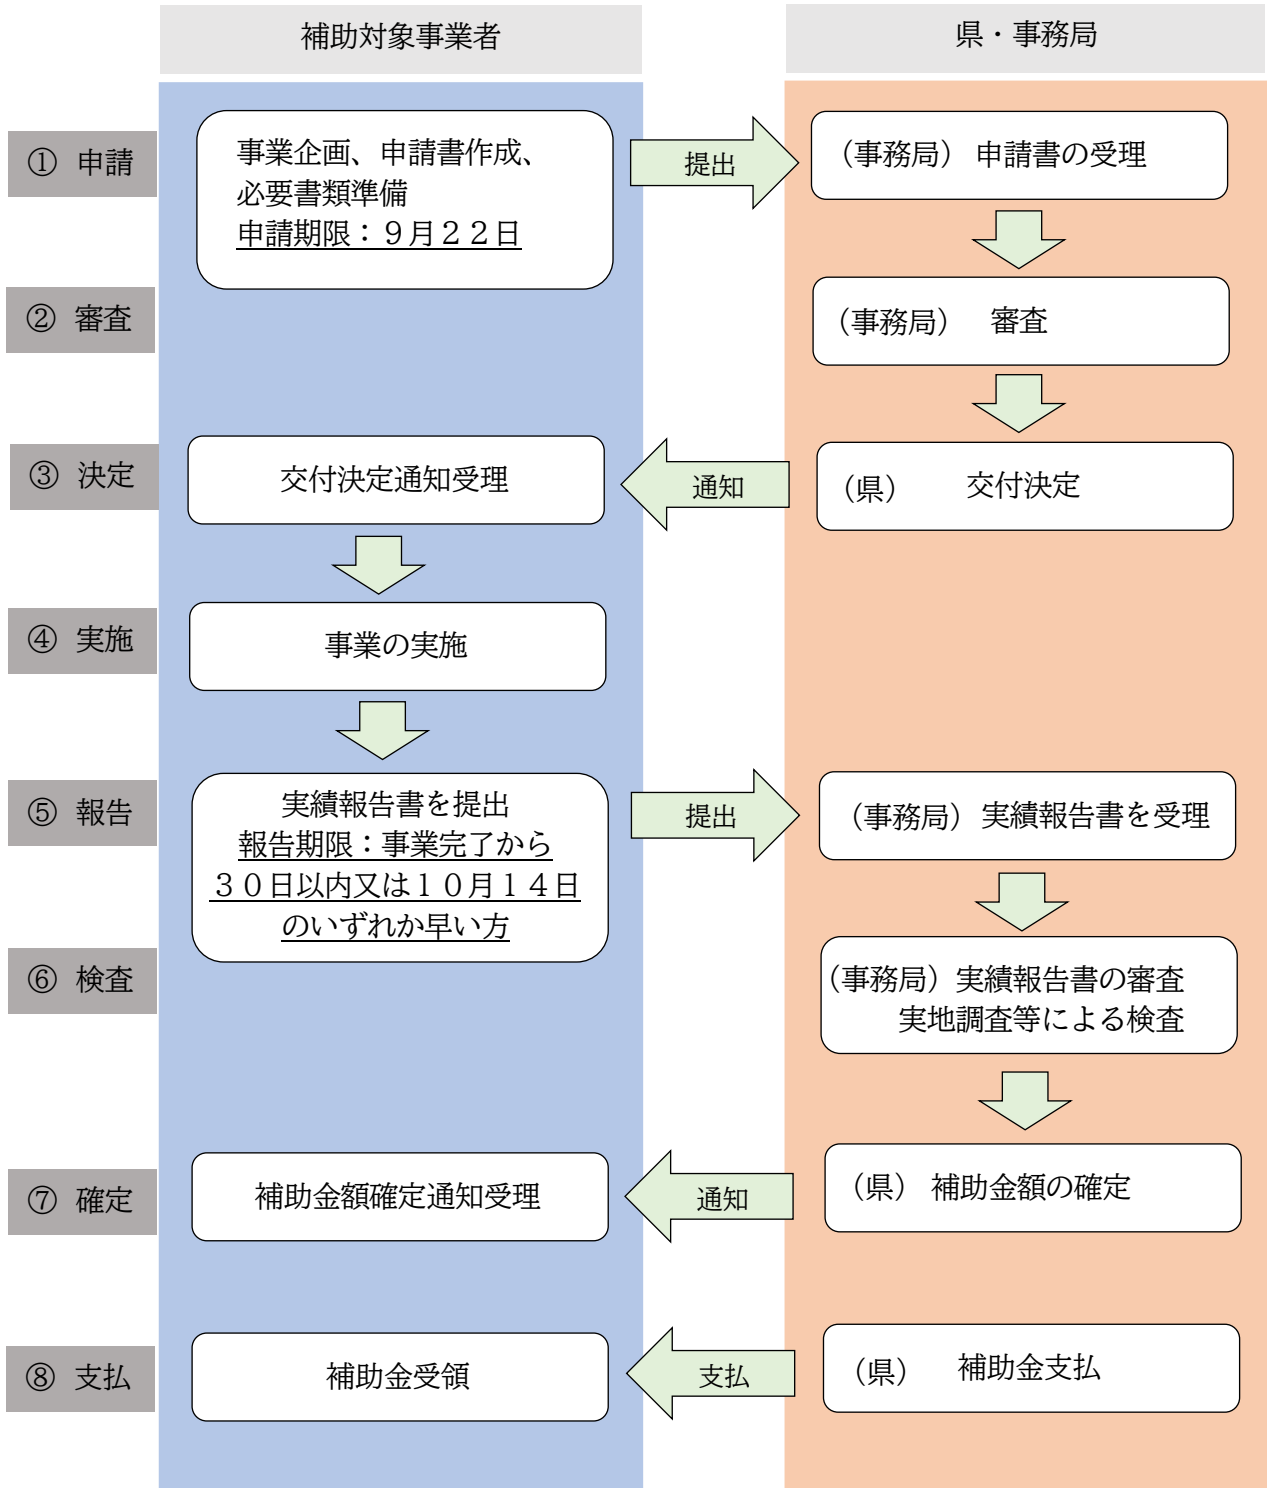 補助対象事業者
県・事務局
① 申請
事業企画、申請書作成、
必要書類準備
申請期限：９月２２日
提出
（事務局）申請書の受理
② 審査
（事務局）　審査
③ 決定
交付決定通知受理
通知
（県）　　交付決定
④ 実施
事業の実施
⑤ 報告
実績報告書を提出
報告期限：事業完了から
３０日以内又は１０月１４日
のいずれか早い方
提出
（事務局）実績報告書を受理
⑥ 検査
（事務局）実績報告書の審査
実地調査等による検査
⑦ 確定
補助金額確定通知受理
通知
（県）補助金額の確定
⑧ 支払
補助金受領
支払
（県）　補助金支払